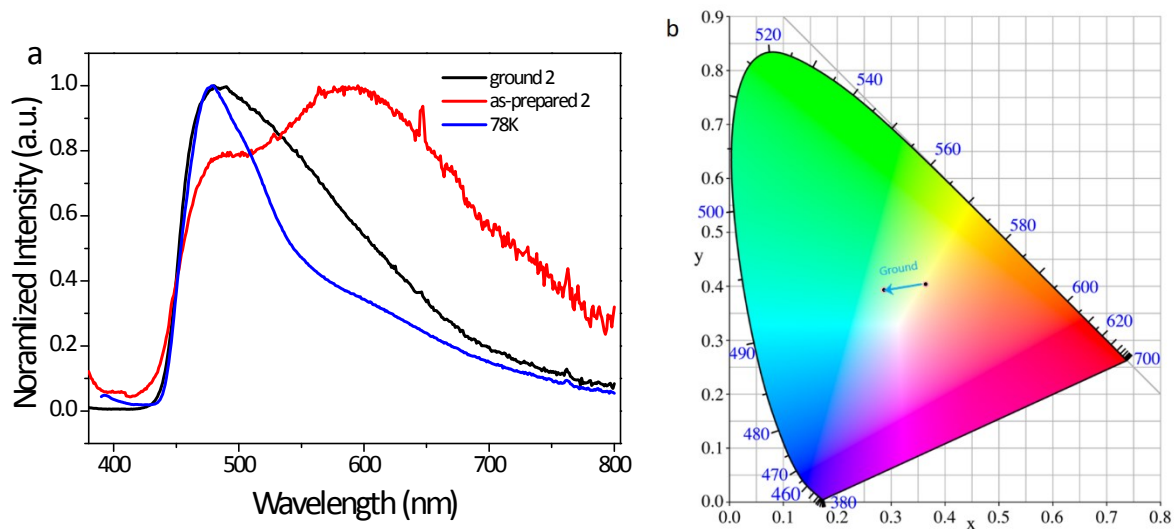 a
ground 2
as-prepared 2
78K
Noramlized Intensity (a.u.)
1.0
0.8
0.6
0.4
0.2
0.0
400 500 600 700 800
Wavelength (nm)
b
0.9
0.8
0.7
0.6
0.5
y
0.4
0.3
0.2
0.1
0.0
520
540
560
500
580
Ground
600
620
490
700
480
470
460
380
0.0 0.1 0.2 0.3 0.4 0.5 0.6 0.7 0.8
x